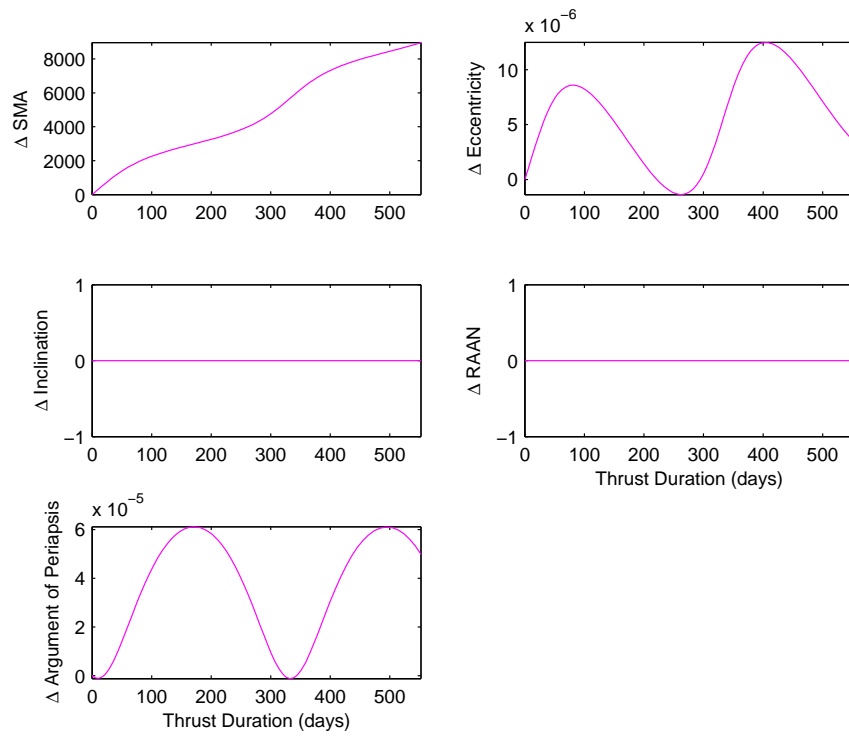 Δ SMA
8000
6000
4000
2000
0
0 100 200 300 400 500
x 10⁻⁶
Δ Eccentricity
10
5
0
0 100 200 300 400 500
Δ Inclination
1
0
−1
0 100 200 300 400 500
Δ RAAN
1
0
−1
0 100 200 300 400 500
Thrust Duration (days)
x 10⁻⁵
Δ Argument of Periapsis
6
4
2
0
0 100 200 300 400 500
Thrust Duration (days)